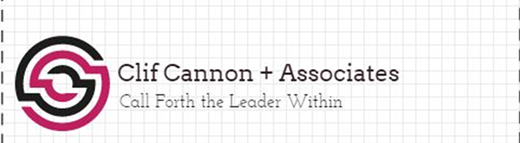 Clif Cannon + Associates
Call Forth the Leader Within